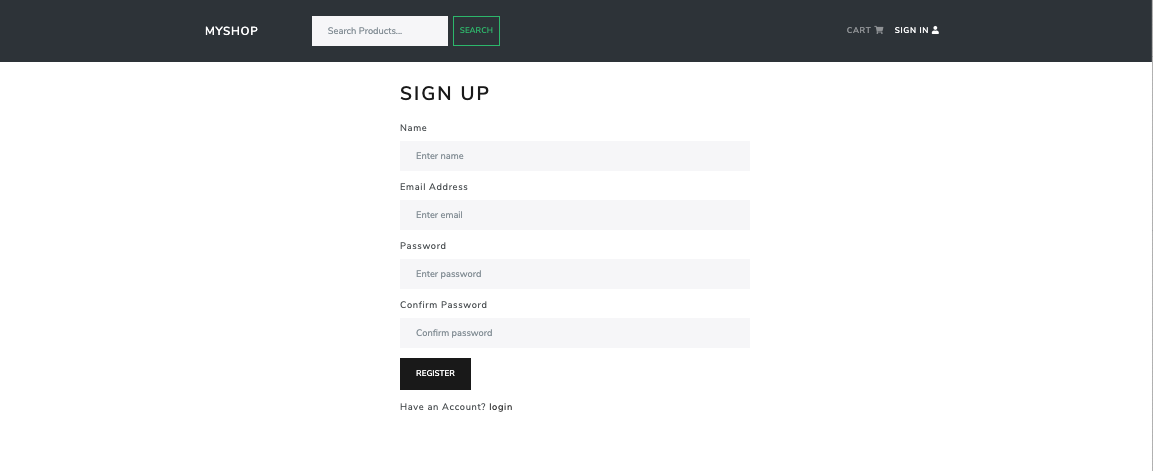 MYSHOP Search Products... SEARCH CART SIGN IN
SIGN UP
Name
Enter name
Email Address
Enter email
Password
Enter password
Confirm Password
Confirm password
REGISTER
Have an Account? login